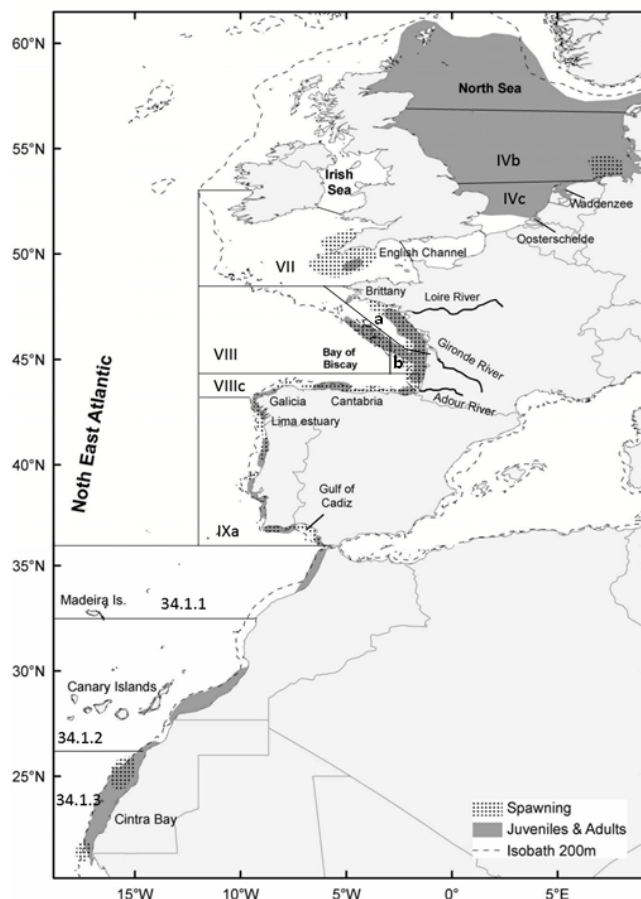 60°N
North Sea
55°N
IVb
Irish
Sea
IVc
Waddenzee
Oosterschelde
50°N
English Channel
VII
Brittany
Loire River
a
45°N
VIII
Bay of
Biscay
b
Gironde River
VIIIc
Galicia
Cantabria
Adour River
Lima estuary
40°N
Noth East Atlantic
Gulf of
Cadiz
IXa
35°N
Madeira Is.
34.1.1
30°N
Canary Islands
34.1.2
25°N
34.1.3
Cintra Bay
Spawning
Juveniles & Adults
Isobath 200m
15°W
10°W
5°W
0°
5°E